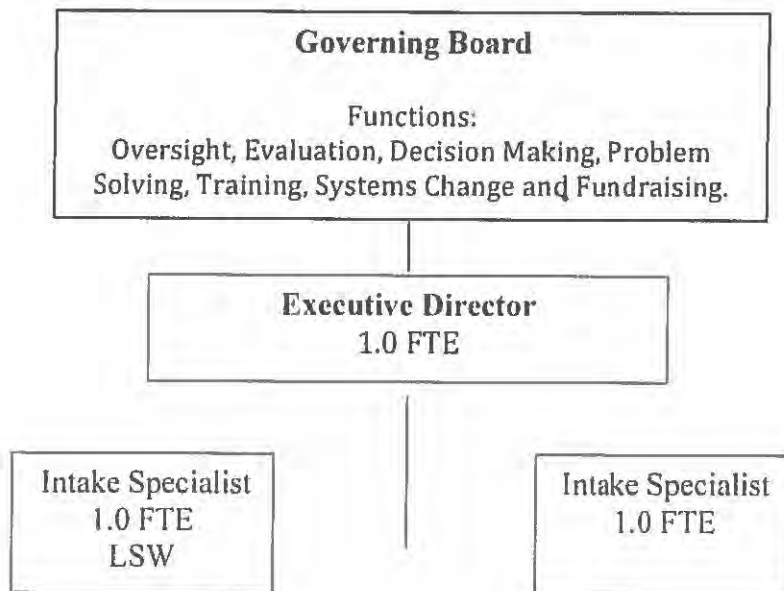 Governing Board
Functions:
Oversight, Evaluation, Decision Making, Problem
Solving, Training, Systems Change and Fundraising.
Executive Director
1.0 FTE
Intake Specialist
1.0 FTE
LSW
Intake Specialist
1.0 FTE